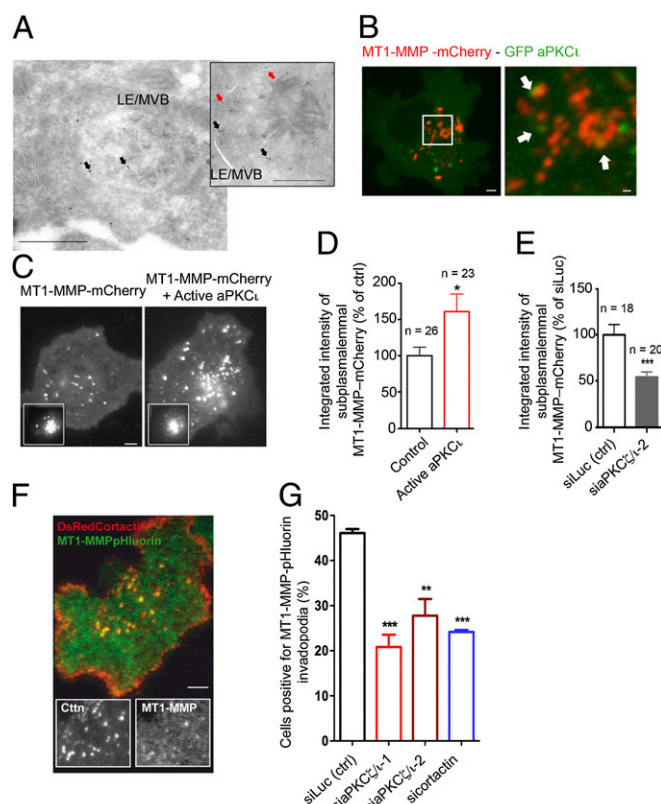 A
LE/MVB
LE/MVB
B
MT1-MMP -mCherry - GFP aPKCι
C
MT1-MMP-mCherry
MT1-MMP-mCherry
+ Active aPKCι
D
Integrated intensity of
subplasmalemmal
MT1-MMP–mCherry (% of ctrl)
200
150
100
50
0
n = 26
n = 23
*
Control
Active aPKCι
E
Integrated intensity of
subplasmalemmal
MT1-MMP–mCherry (% of siLuc)
150
100
50
0
n = 18
n = 20
***
siLuc (ctrl)
siaPKCζ/ι-2
F
DsRedCortactin
MT1-MMPpHluorin
Cttn
MT1-MMP
G
Cells positive for MT1-MMP-pHluorin
invadopodia (%)
50
40
30
20
10
0
***
**
***
siLuc (ctrl)
siaPKCζ/ι-1
siaPKCζ/ι-2
sicortactin